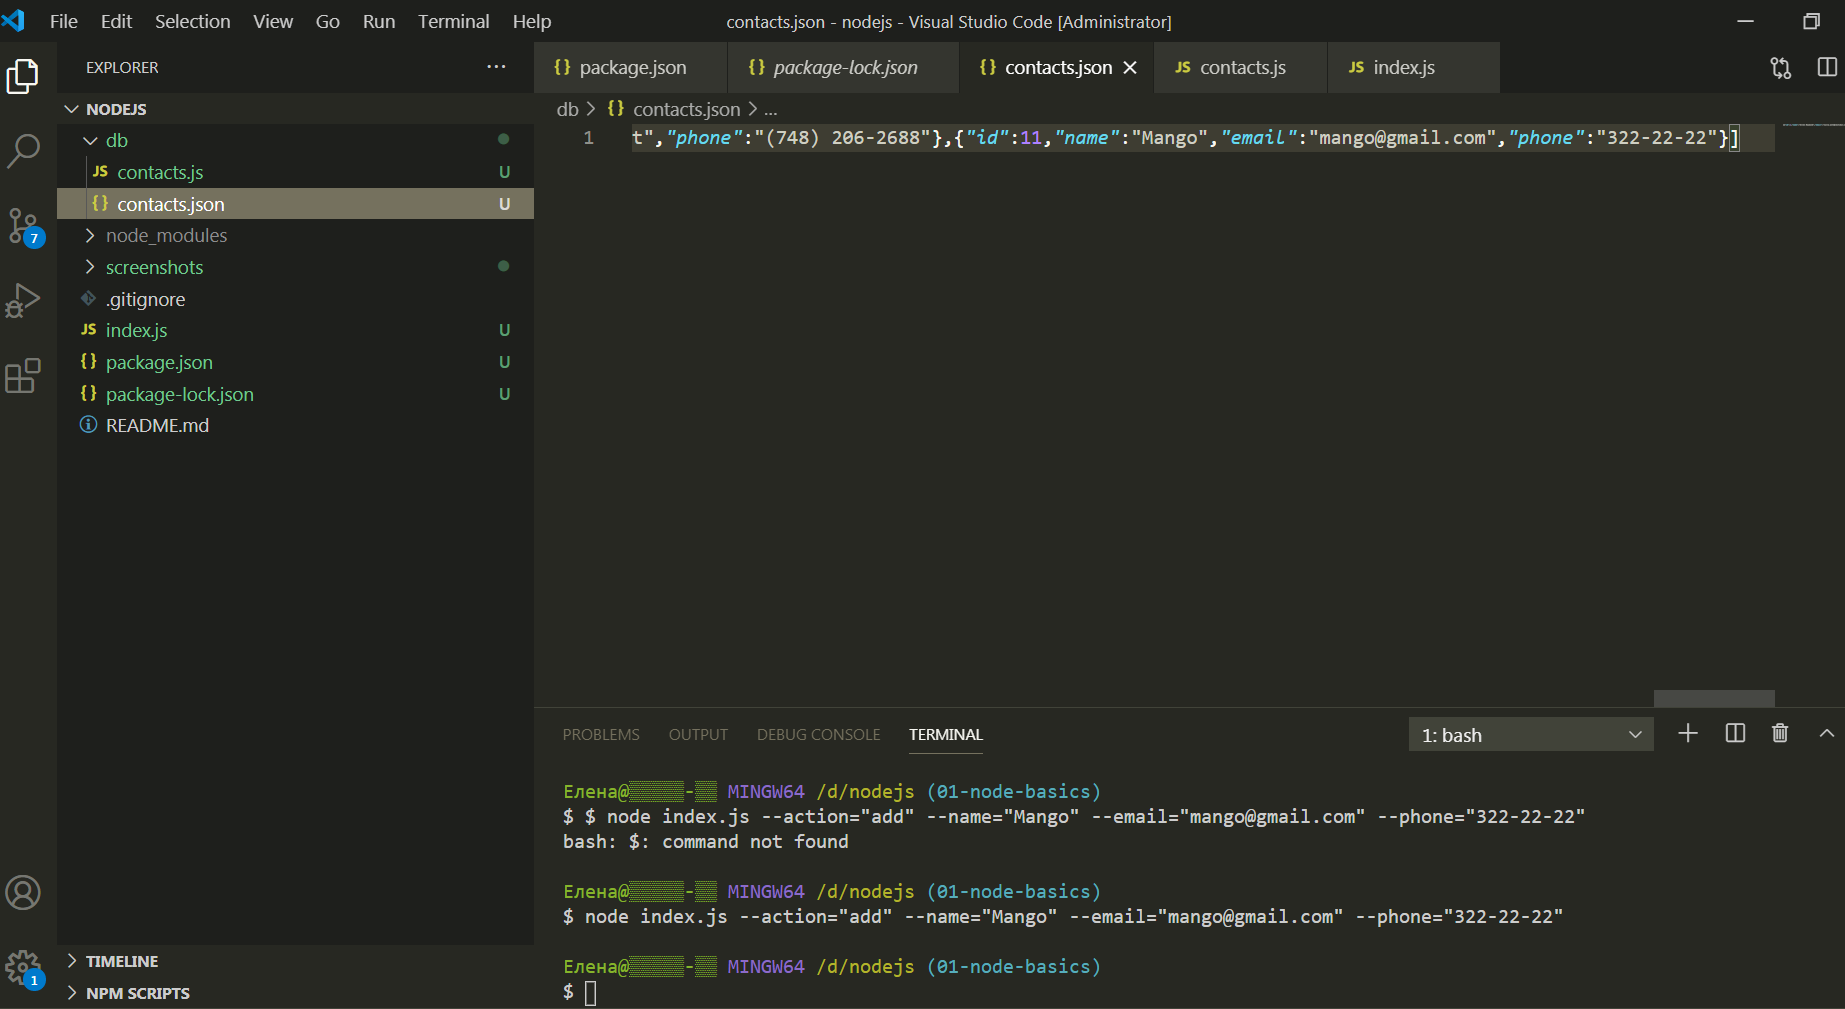 File Edit Selection View Go Run Terminal Help
contacts.json - nodejs - Visual Studio Code [Administrator]
EXPLORER ...
{} package.json
{} package-lock.json
{} contacts.json
JS contacts.js
JS index.js
NODEJS
db
JS contacts.js U
{} contacts.json U
node_modules
screenshots
.gitignore
JS index.js U
{} package.json U
{} package-lock.json U
README.md
7
1
TIMELINE
NPM SCRIPTS
db > {} contacts.json > ...
1 t","phone":"(748) 206-2688"},{"id":11,"name":"Mango","email":"mango@gmail.com","phone":"322-22-22"}]
PROBLEMS OUTPUT DEBUG CONSOLE TERMINAL
1: bash
Елена@▒▒▒▒▒-▒▒ MINGW64 /d/nodejs (01-node-basics)
$ $ node index.js --action="add" --name="Mango" --email="mango@gmail.com" --phone="322-22-22"
bash: $: command not found
Елена@▒▒▒▒▒-▒▒ MINGW64 /d/nodejs (01-node-basics)
$ node index.js --action="add" --name="Mango" --email="mango@gmail.com" --phone="322-22-22"
Елена@▒▒▒▒▒-▒▒ MINGW64 /d/nodejs (01-node-basics)
$